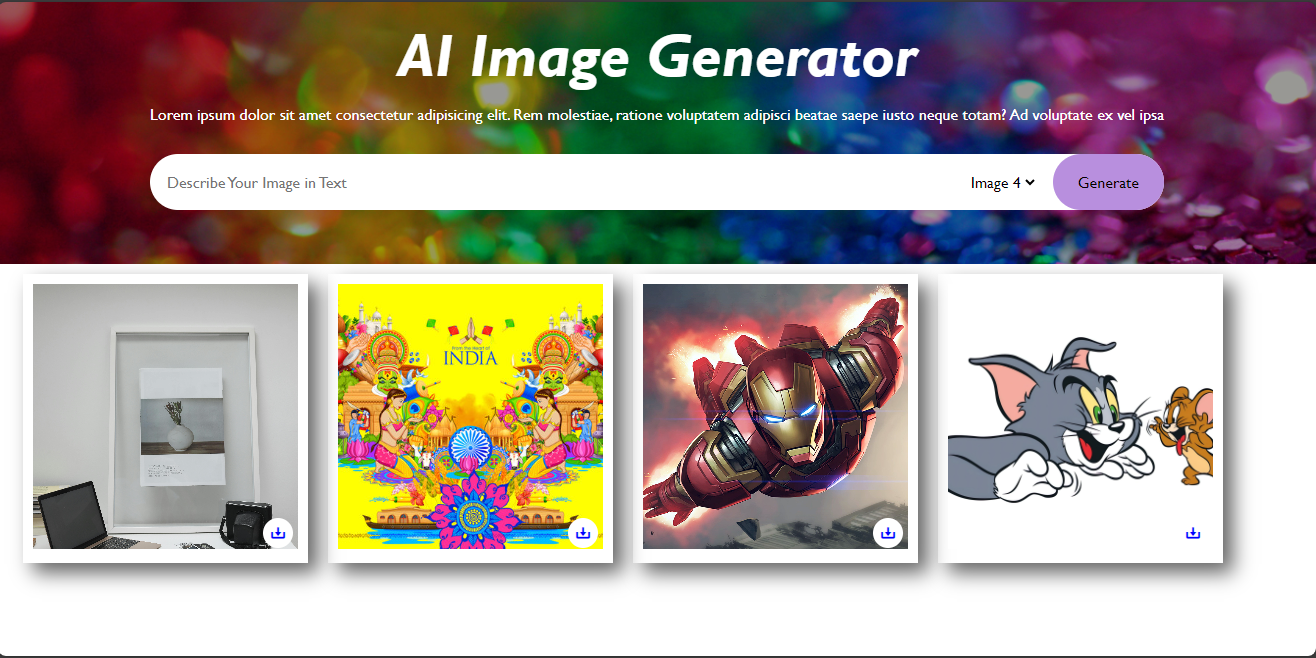 AI Image Generator
Lorem ipsum dolor sit amet consectetur adipisicing elit. Rem molestiae, ratione voluptatem adipisci beatae saepe iusto neque totam? Ad voluptate ex vel ipsa
Describe Your Image in Text
Image 4
Generate
From the Heart of
INDIA